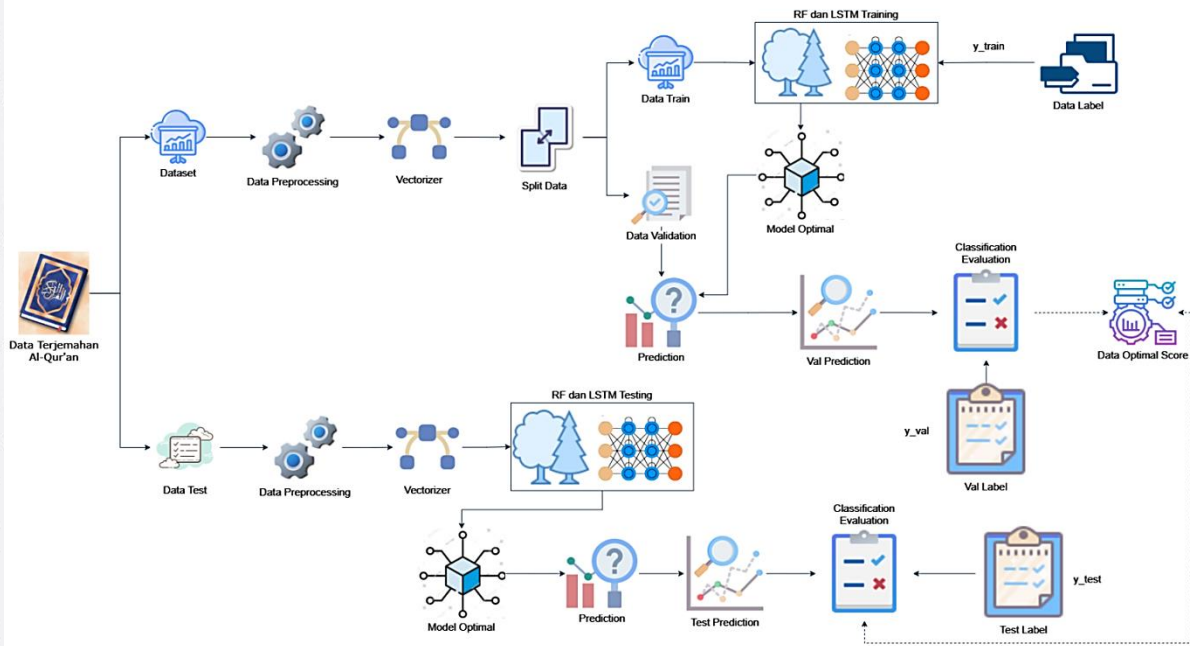 RF dan LSTM Training
y_train
Data Train
Data Label
Dataset
Data Preprocessing
Vectorizer
Split Data
Data Validation
Model Optimal
Classification
Evaluation
Data Terjemahan
Al-Qur'an
Prediction
Val Prediction
Data Optimal Score
RF dan LSTM Testing
y_val
Val Label
Data Test
Data Preprocessing
Vectorizer
Classification
Evaluation
y_test
Model Optimal
Prediction
Test Prediction
Test Label